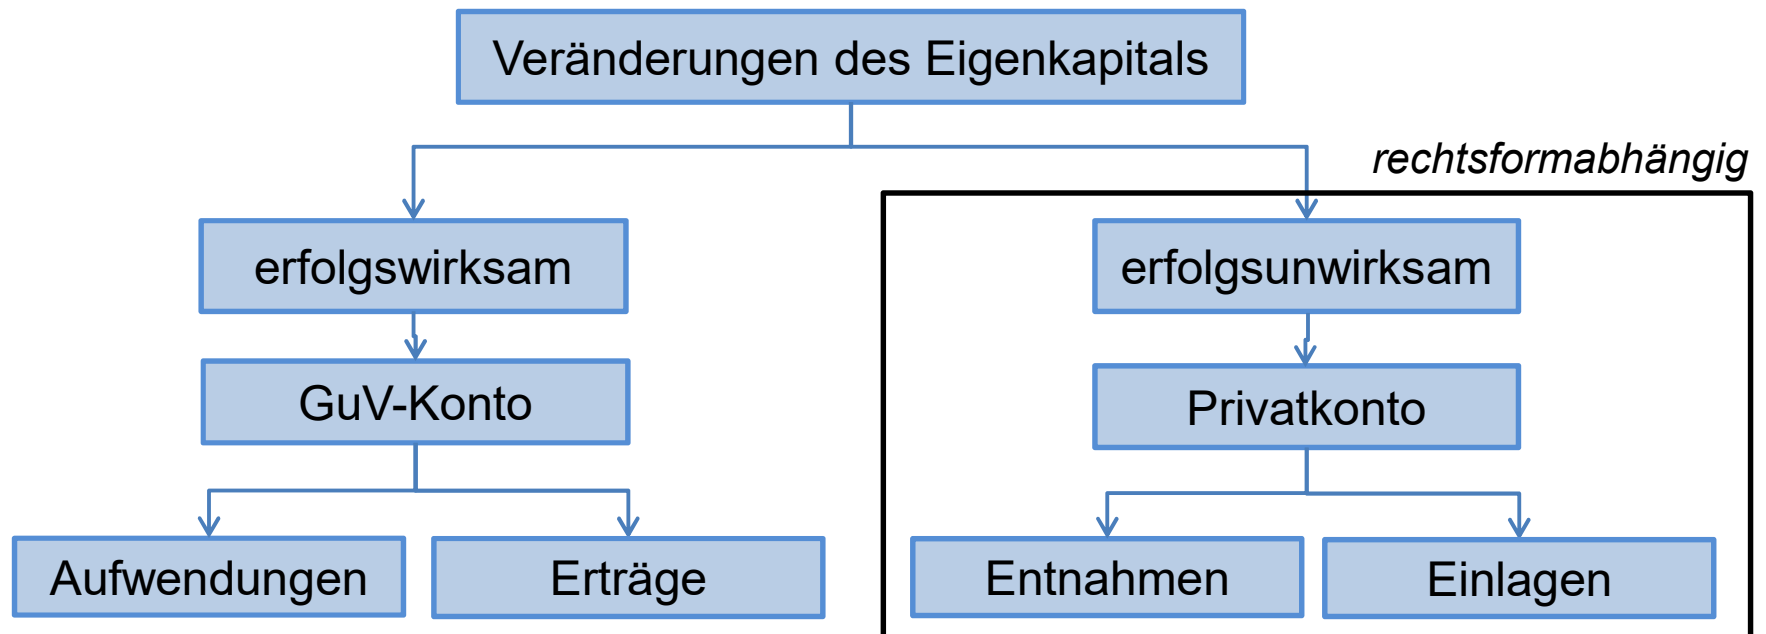 Veränderungen des Eigenkapitals
rechtsformabhängig
erfolgswirksam
erfolgsunwirksam
GuV-Konto
Privatkonto
Aufwendungen
Erträge
Entnahmen
Einlagen